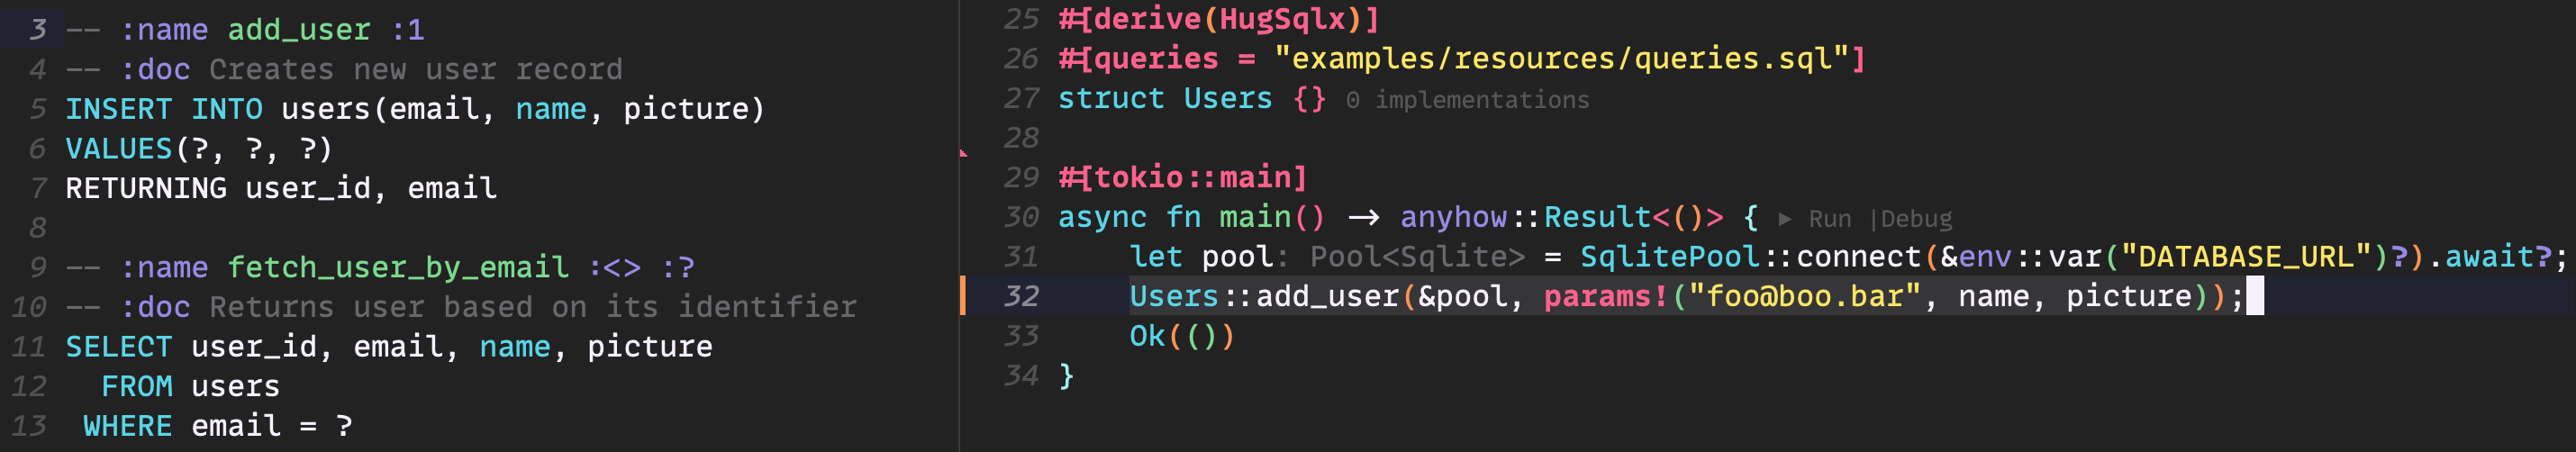 3 -- :name add_user :1
4 -- :doc Creates new user record
5 INSERT INTO users(email, name, picture)
6 VALUES(?, ?, ?)
7 RETURNING user_id, email
8
9 -- :name fetch_user_by_email :<> :?
10 -- :doc Returns user based on its identifier
11 SELECT user_id, email, name, picture
12   FROM users
13  WHERE email = ?
25 #[derive(HugSqlx)]
26 #[queries = "examples/resources/queries.sql"]
27 struct Users {} 0 implementations
28
29 #[tokio::main]
30 async fn main() -> anyhow::Result<()> { ▶ Run |Debug
31     let pool: Pool<Sqlite> = SqlitePool::connect(&env::var("DATABASE_URL")?).await?;
32     Users::add_user(&pool, params!("foo@boo.bar", name, picture));
33     Ok(())
34 }